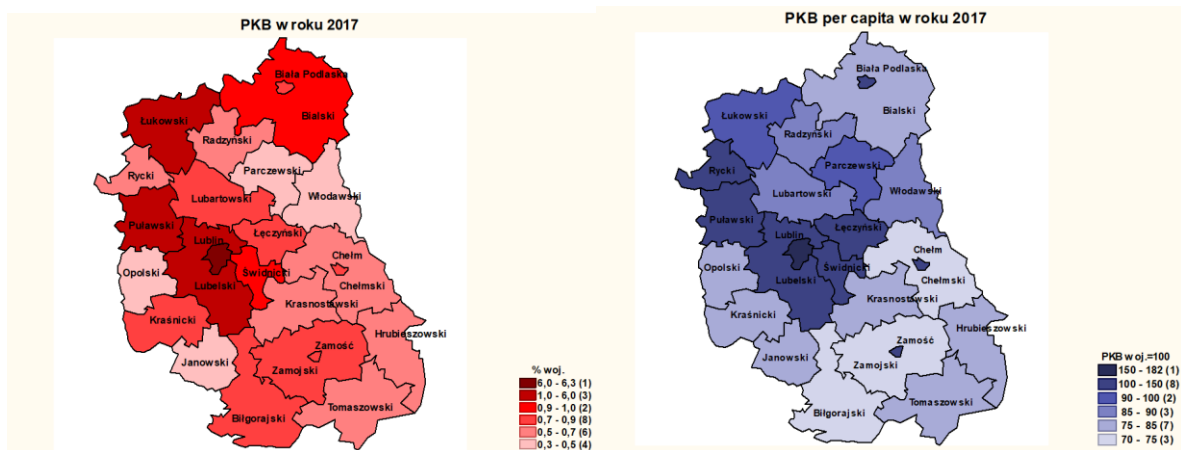 PKB w roku 2017
Biała Podlaska
Bialski
Łukowski
Radzyński
Rycki
Parczewski
Lubartowski
Włodawski
Puławski
Lublin
Łęczyński
Chełm
Opolski
Świdnicki
Lubelski
Chełmski
Krasnostawski
Kraśnicki
Hrubieszowski
Zamość
Janowski
Zamojski
Tomaszowski
Biłgorajski
% woj.
6,0 - 6,3 (1)
1,0 - 6,0 (3)
0,9 - 1,0 (2)
0,7 - 0,9 (8)
0,5 - 0,7 (6)
0,3 - 0,5 (4)
PKB per capita w roku 2017
Biała Podlaska
Bialski
Łukowski
Radzyński
Parczewski
Rycki
Lubartowski
Włodawski
Puławski
Lublin
Łęczyński
Chełm
Opolski
Świdnicki
Lubelski
Chełmski
Krasnostawski
Kraśnicki
Hrubieszowski
Zamość
Janowski
Zamojski
Tomaszowski
Biłgorajski
PKB woj.=100
150 - 182 (1)
100 - 150 (8)
90 - 100 (2)
85 - 90 (3)
75 - 85 (7)
70 - 75 (3)